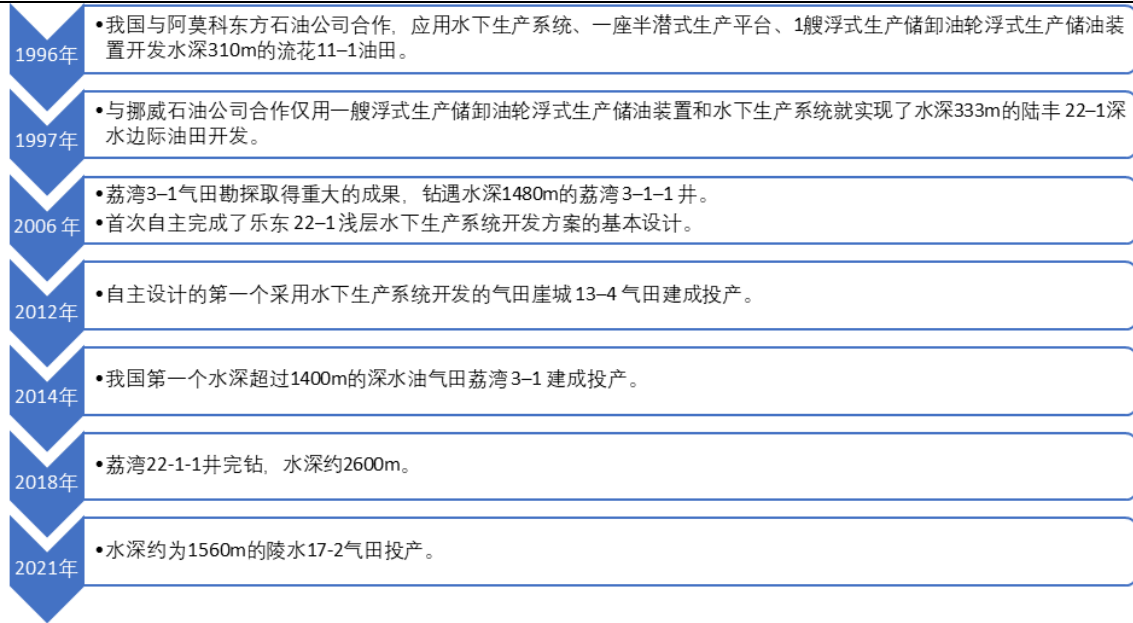 1996年
•我国与阿莫科东方石油公司合作，应用水下生产系统、一座半潜式生产平台、1艘浮式生产储卸油轮浮式生产储油装
置开发水深310m的流花11–1油田。
1997年
•与挪威石油公司合作仅用一艘浮式生产储卸油轮浮式生产储油装置和水下生产系统就实现了水深333m的陆丰 22–1深
水边际油田开发。
2006 年
•荔湾3–1气田勘探取得重大的成果，钻遇水深1480m的荔湾 3–1–1 井。
•首次自主完成了乐东 22–1 浅层水下生产系统开发方案的基本设计。
2012年
•自主设计的第一个采用水下生产系统开发的气田崖城 13–4 气田建成投产。
2014年
•我国第一个水深超过1400m的深水油气田荔湾 3–1 建成投产。
2018年
•荔湾22-1-1井完钻，水深约2600m。
2021年
•水深约为1560m的陵水17-2气田投产。